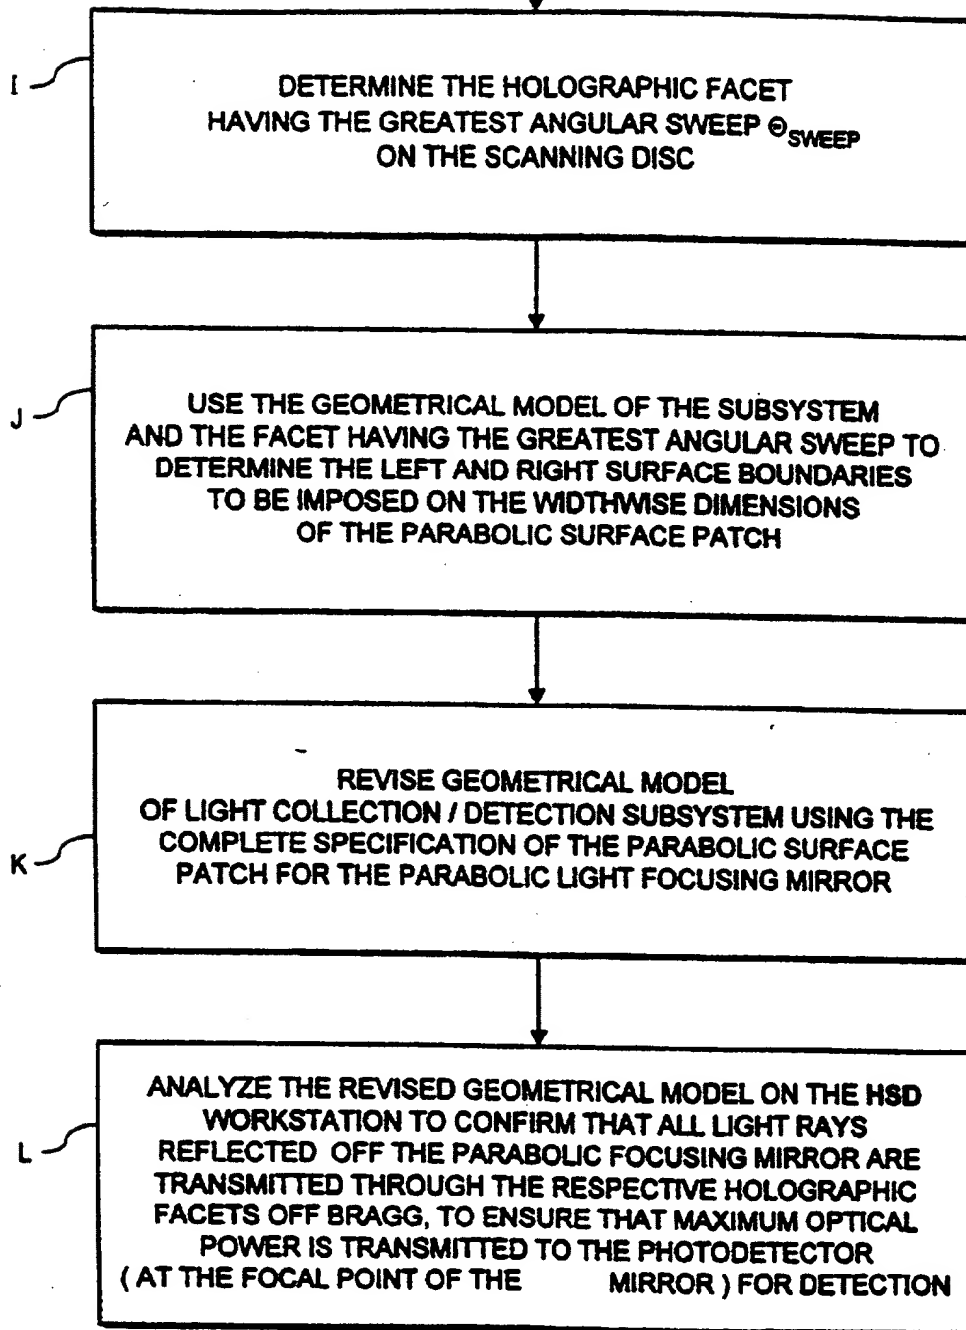 I
DETERMINE THE HOLOGRAPHIC FACET
HAVING THE GREATEST ANGULAR SWEEP ΘSWEEP
ON THE SCANNING DISC
J
USE THE GEOMETRICAL MODEL OF THE SUBSYSTEM
AND THE FACET HAVING THE GREATEST ANGULAR SWEEP TO
DETERMINE THE LEFT AND RIGHT SURFACE BOUNDARIES
TO BE IMPOSED ON THE WIDTHWISE DIMENSIONS
OF THE PARABOLIC SURFACE PATCH
K
REVISE GEOMETRICAL MODEL
OF LIGHT COLLECTION / DETECTION SUBSYSTEM USING THE
COMPLETE SPECIFICATION OF THE PARABOLIC SURFACE
PATCH FOR THE PARABOLIC LIGHT FOCUSING MIRROR
L
ANALYZE THE REVISED GEOMETRICAL MODEL ON THE HSD
WORKSTATION TO CONFIRM THAT ALL LIGHT RAYS
REFLECTED OFF THE PARABOLIC FOCUSING MIRROR ARE
TRANSMITTED THROUGH THE RESPECTIVE HOLOGRAPHIC
FACETS OFF BRAGG, TO ENSURE THAT MAXIMUM OPTICAL
POWER IS TRANSMITTED TO THE PHOTODETECTOR
( AT THE FOCAL POINT OF THE MIRROR ) FOR DETECTION